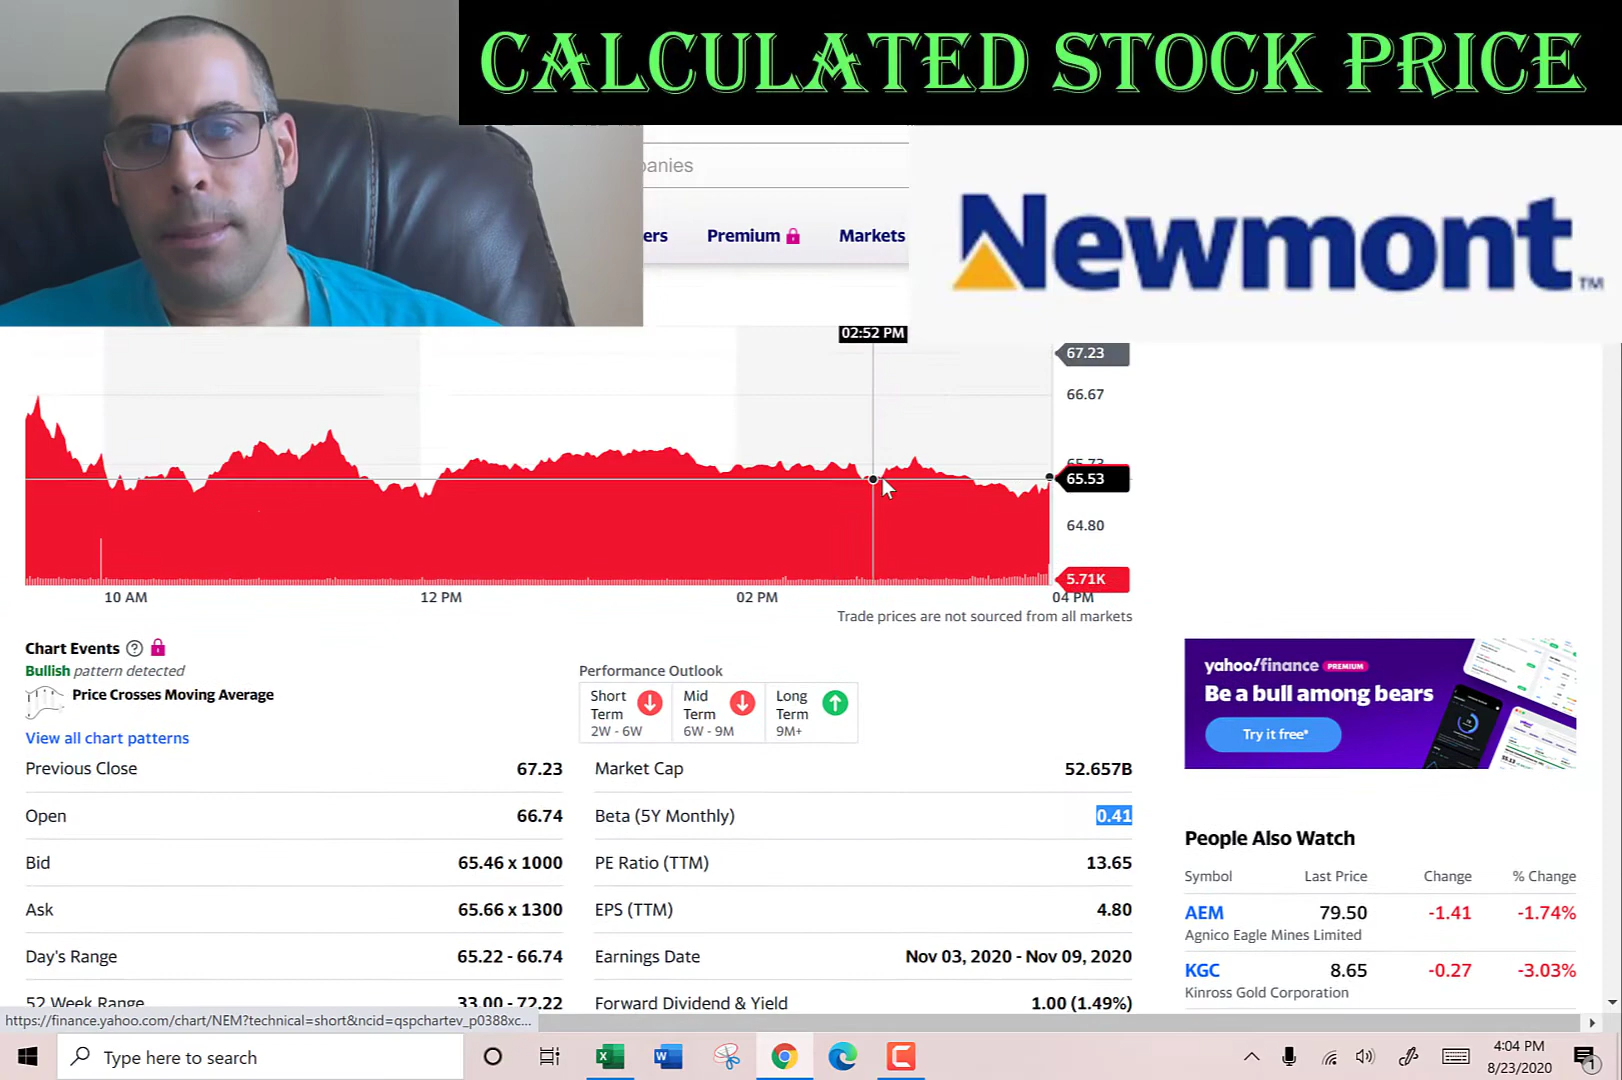 CALCULATED STOCK PRICE
anies
ers Premium Markets
Newmont™
02:52 PM
67.23
66.67
65.53
64.80
5.71K
10 AM 12 PM 02 PM 04 PM
Trade prices are not sourced from all markets
Chart Events ?
Bullish pattern detected
Price Crosses Moving Average
View all chart patterns
Performance Outlook
Short Term 2W - 6W
Mid Term 6W - 9M
Long Term 9M+
Previous Close 67.23
Open 66.74
Bid 65.46 x 1000
Ask 65.66 x 1300
Day's Range 65.22 - 66.74
52 Week Range 33.00 - 72.22
Market Cap 52.657B
Beta (5Y Monthly) 0.41
PE Ratio (TTM) 13.65
EPS (TTM) 4.80
Earnings Date Nov 03, 2020 - Nov 09, 2020
Forward Dividend & Yield 1.00 (1.49%)
yahoo!finance PREMIUM
Be a bull among bears
Try it free*
People Also Watch
Symbol Last Price Change % Change
AEM 79.50 -1.41 -1.74%
Agnico Eagle Mines Limited
KGC 8.65 -0.27 -3.03%
Kinross Gold Corporation
https://finance.yahoo.com/chart/NEM?technical=short&ncid=qspchartev_p0388xc...
Type here to search
4:04 PM
8/23/2020
1